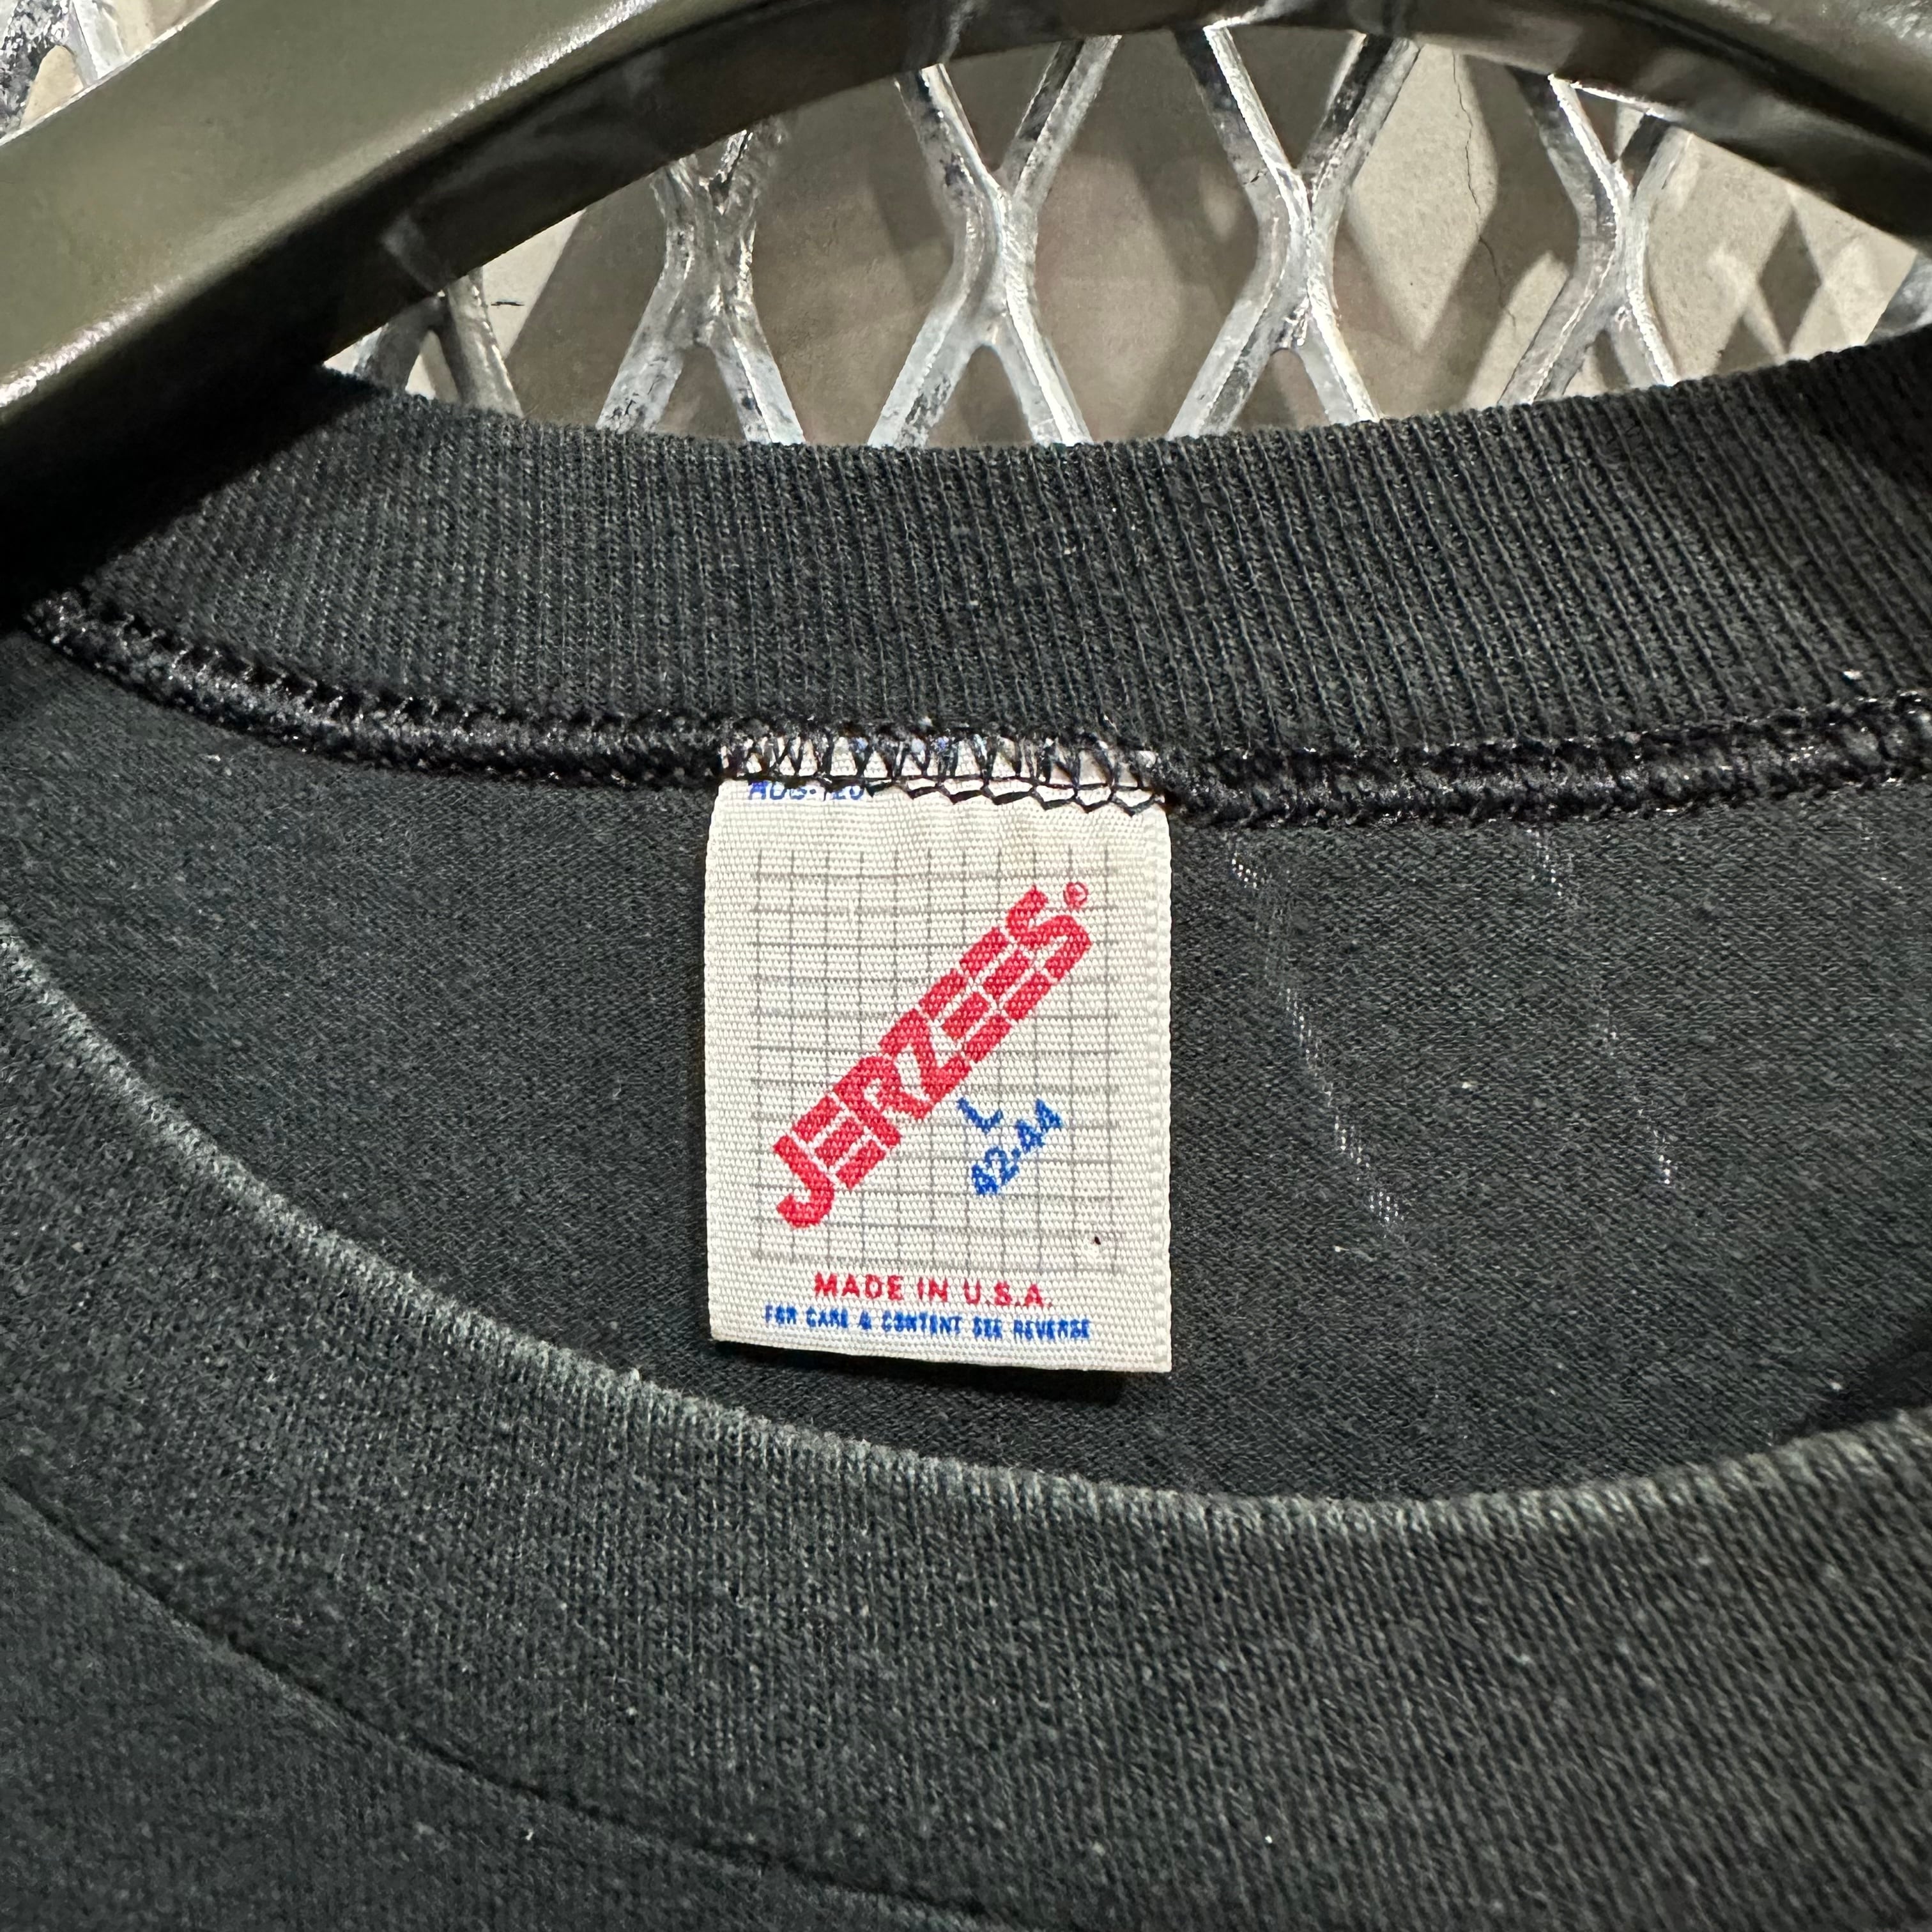 JERZEES®
L
42-44
MADE IN U.S.A.
FOR CARE & CONTENT SEE REVERSE